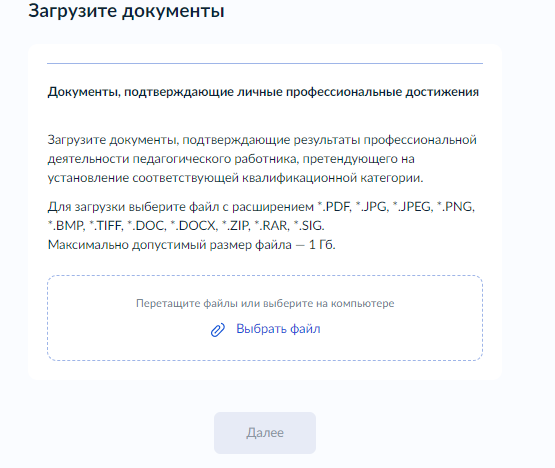 Загрузите документы
Документы, подтверждающие личные профессиональные достижения
Загрузите документы, подтверждающие результаты профессиональной
деятельности педагогического работника, претендующего на
установление соответствующей квалификационной категории.
Для загрузки выберите файл с расширением *.PDF, *.JPG, *.JPEG, *.PNG,
*.BMP, *.TIFF, *.DOC, *.DOCX, *.ZIP, *.RAR, *.SIG.
Максимально допустимый размер файла — 1 Гб.
Перетащите файлы или выберите на компьютере
Выбрать файл
Далее